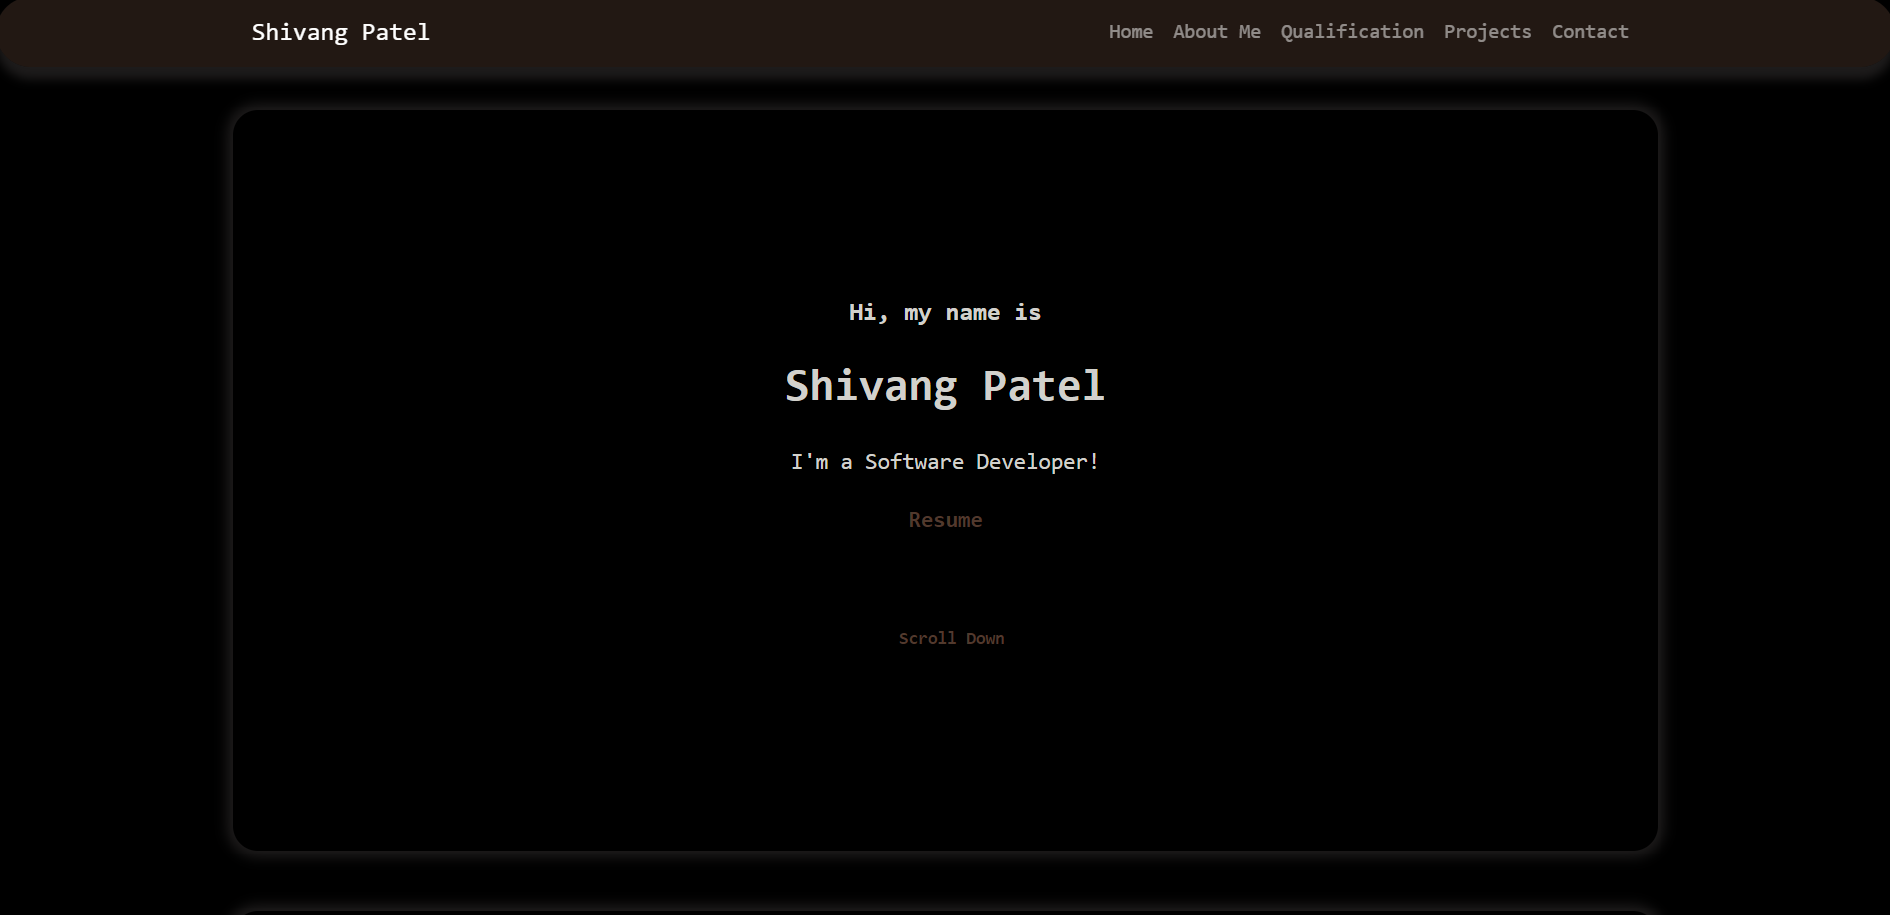 Shivang Patel
Home About Me Qualification Projects Contact
Hi, my name is
Shivang Patel
I'm a Software Developer!
Resume
Scroll Down